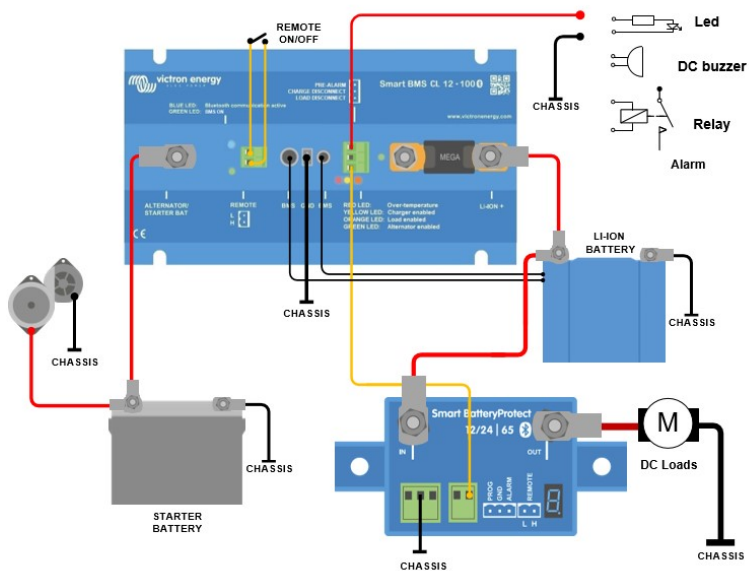 REMOTE
ON/OFF
Led
DC buzzer
Relay
Alarm
CHASSIS
victron energy
BLUE POWER
PRE-ALARM
CHARGE DISCONNECT
LOAD DISCONNECT
Smart BMS CL 12 - 100
BLUE LED: Bluetooth communication active
GREEN LED: BMS ON
www.victronenergy.com
MEGA
ALTERNATOR/
STARTER BAT
REMOTE
L
H
BMS GND BMS
RED LED: Over-temperature
YELLOW LED: Charger enabled
ORANGE LED: Load enabled
GREEN LED: Alternator enabled
LI-ION +
CE
LI-ION
BATTERY
CHASSIS
CHASSIS
CHASSIS
Smart BatteryProtect
12/24 | 65
IN
OUT
PROG
GND
ALARM
REMOTE
L H
M
DC Loads
CHASSIS
STARTER
BATTERY
CHASSIS
CHASSIS